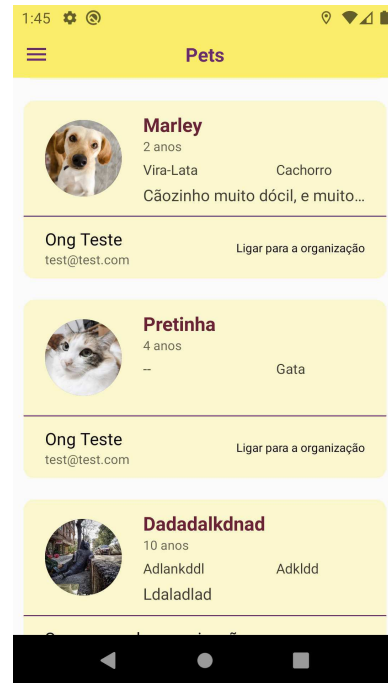 1:45
Pets
Marley
2 anos
Vira-Lata Cachorro
Cãozinho muito dócil, e muito...
Ong Teste
test@test.com
Ligar para a organização
Pretinha
4 anos
-- Gata
Ong Teste
test@test.com
Ligar para a organização
Dadadalkdnad
10 anos
Adlankddl Adkldd
Ldaladlad